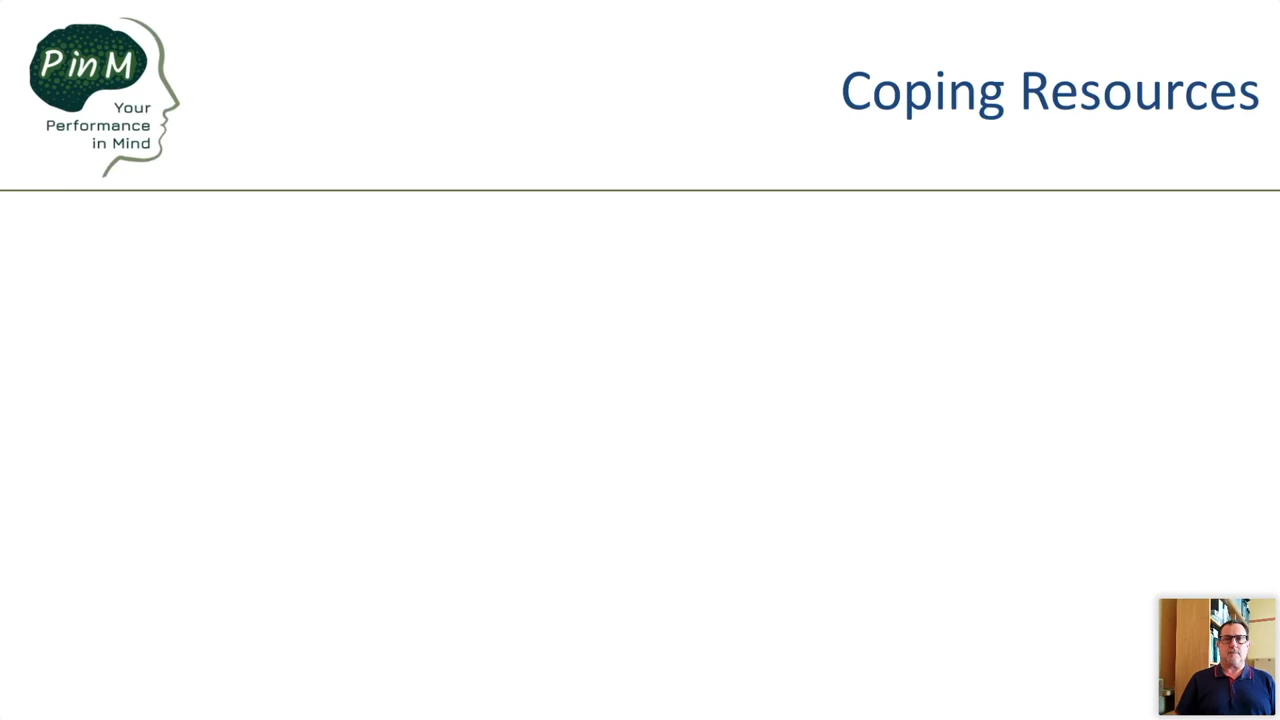 P in M
Your
Performance
in Mind
Coping Resources